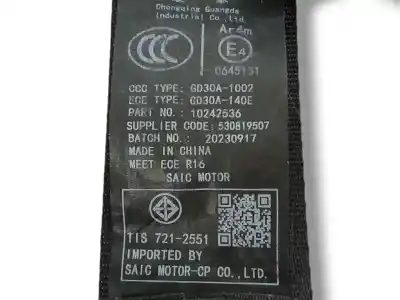 Chongqing Guangda
Industrial Co.,Ltd.
Ar4m
E4
0645131
CCC TYPE: GD30A-1002
ECE TYPE: GD30A-140E
PART NO.: 10242536
SUPPLIER CODE: 530819507
BATCH NO.: 20230917
MADE IN CHINA
MEET ECE R16
SAIC MOTOR
TIS 721-2551
IMPORTED BY
SAIC MOTOR-CP CO.,LTD.